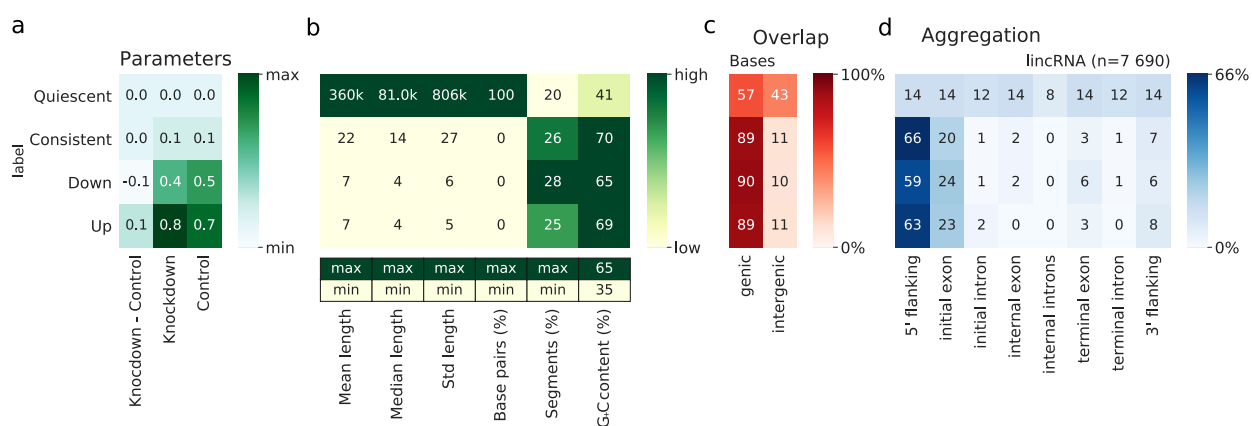 a
Parameters
label
Quiescent
Consistent
Down
Up
0.0 0.0 0.0
0.0 0.1 0.1
-0.1 0.4 0.5
0.1 0.8 0.7
max
min
Knocdown - Control
Knockdown
Control
b
360k 81.0k 806k 100 20 41
22 14 27 0 26 70
7 4 6 0 28 65
7 4 5 0 25 69
high
low
max max max max max 65
min min min min min 35
Mean length
Median length
Std length
Base pairs (%)
Segments (%)
G+C content (%)
c
Overlap
Bases
57 43
89 11
90 10
89 11
100%
0%
genic
intergenic
d
Aggregation
lincRNA (n=7 690)
14 14 12 14 8 14 12 14
66 20 1 2 0 3 1 7
59 24 1 2 0 6 1 6
63 23 2 0 0 3 0 8
66%
0%
5' flanking
initial exon
initial intron
internal exon
internal introns
terminal exon
terminal intron
3' flanking